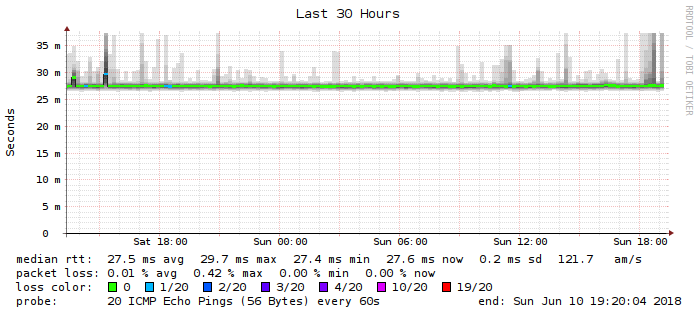 Last 30 Hours
RRDTOOL / TOBI OETIKER
Seconds
35 m
30 m
25 m
20 m
15 m
10 m
5 m
0
Sat 18:00 Sun 00:00 Sun 06:00 Sun 12:00 Sun 18:00
median rtt: 27.5 ms avg 29.7 ms max 27.4 ms min 27.6 ms now 0.2 ms sd 121.7 am/s
packet loss: 0.01 % avg 0.42 % max 0.00 % min 0.00 % now
loss color: 0 1/20 2/20 3/20 4/20 10/20 19/20
probe: 20 ICMP Echo Pings (56 Bytes) every 60s end: Sun Jun 10 19:20:04 2018